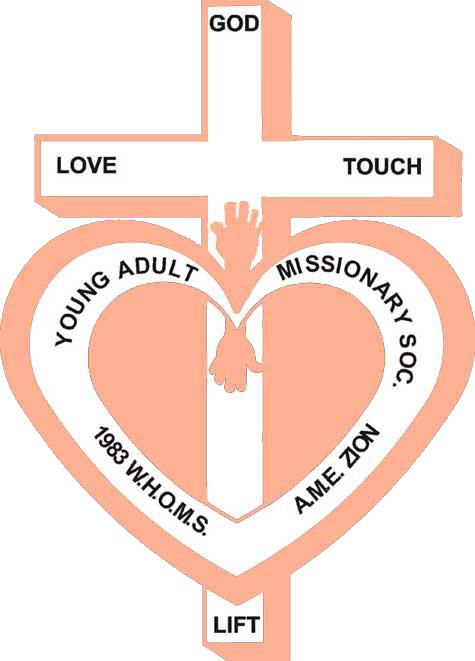 GOD
LOVE
TOUCH
YOUNG ADULT
MISSIONARY SOC.
1983 W.H.O.M.S.
A.M.E. ZION
LIFT